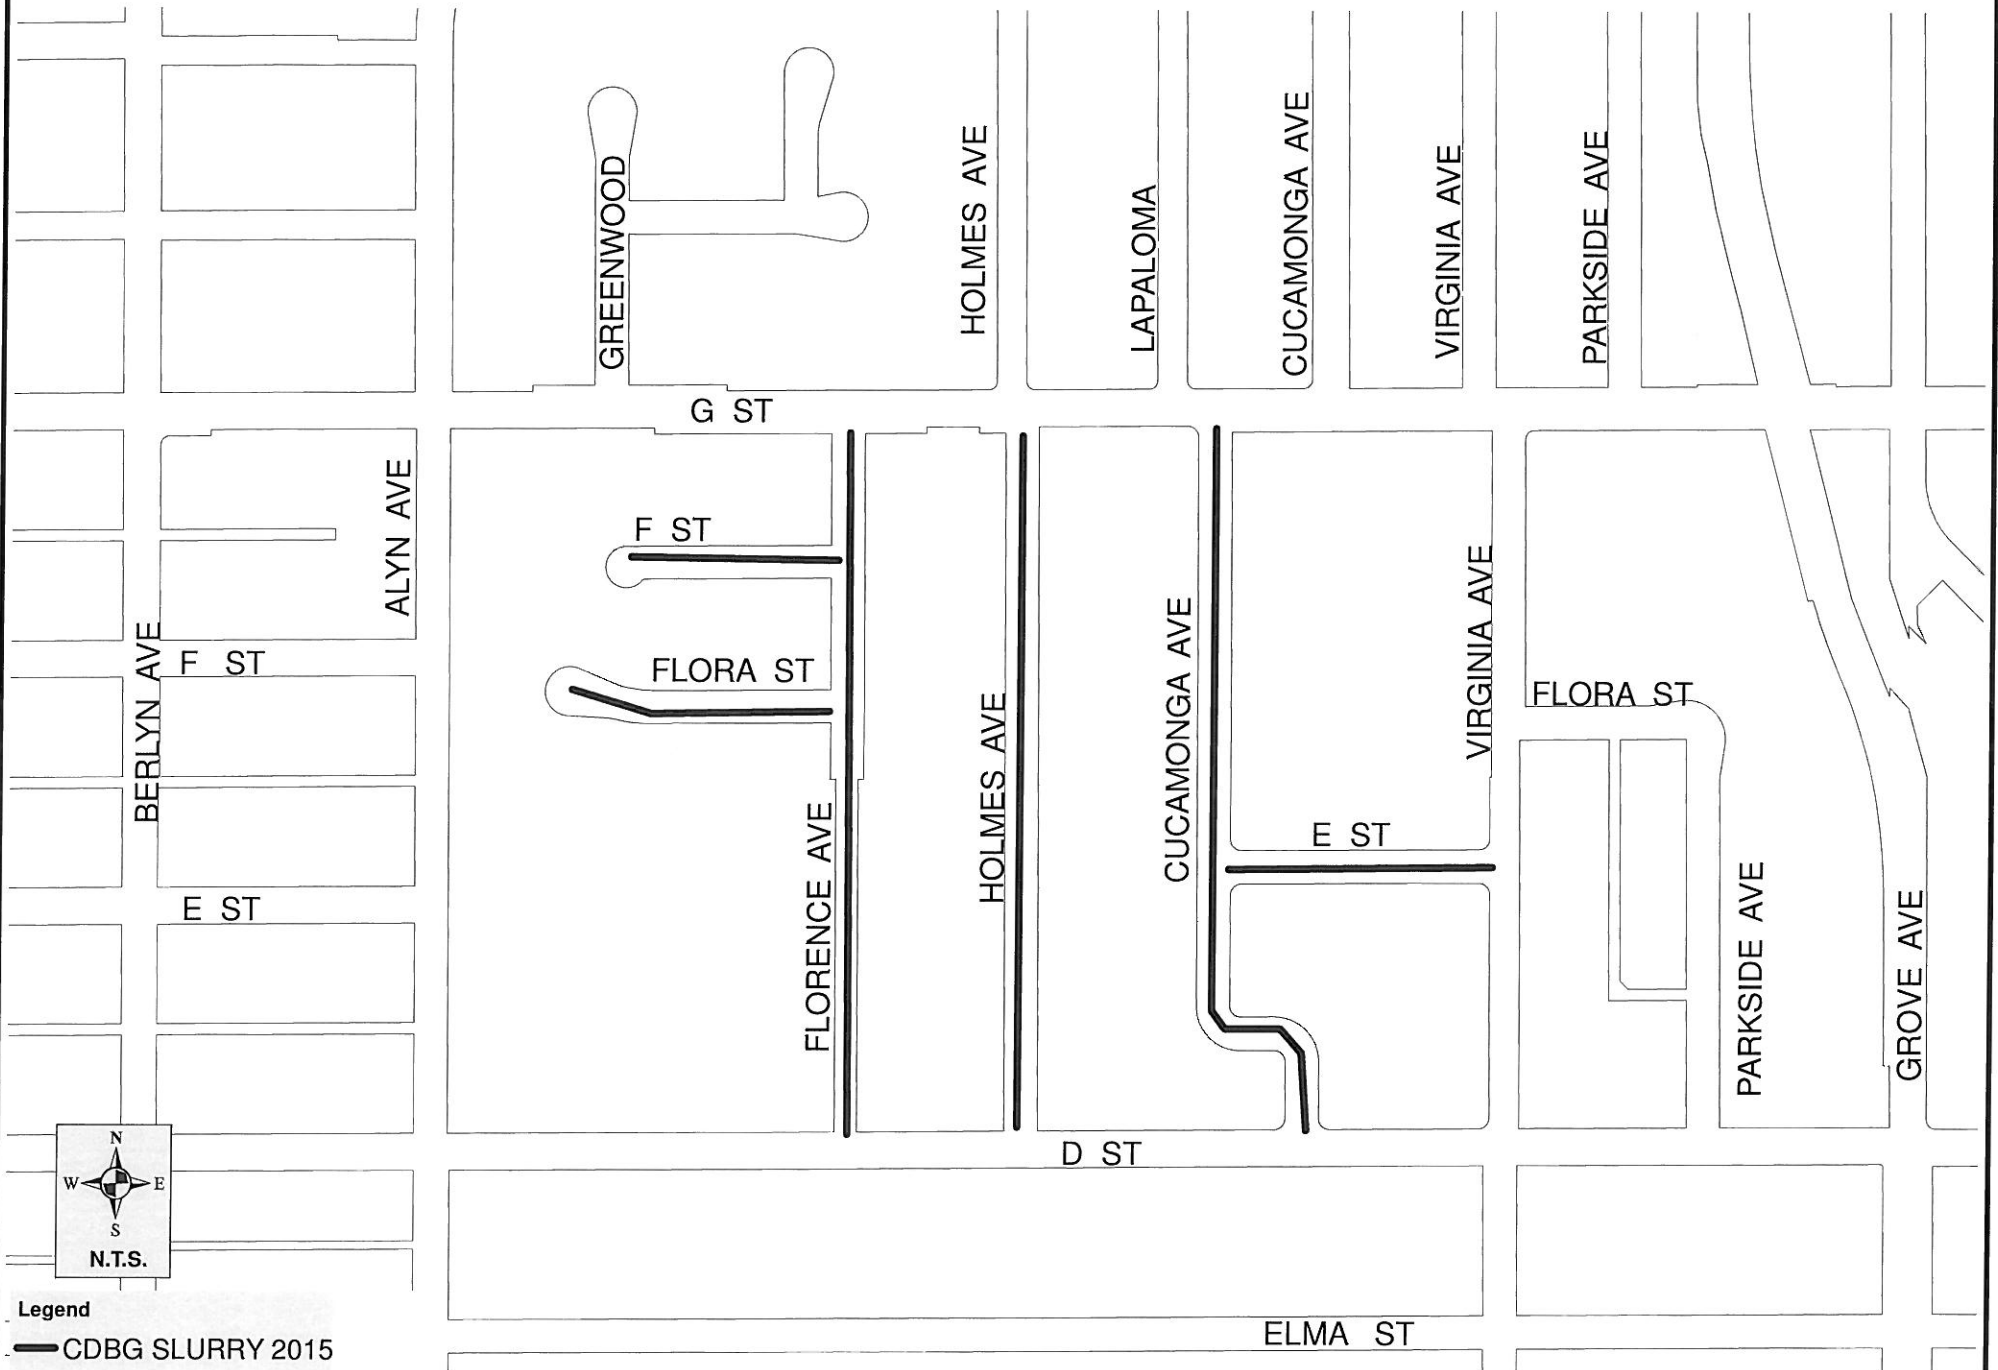 GREENWOOD
HOLMES AVE
LAPALOMA
CUCAMONGA AVE
VIRGINIA AVE
PARKSIDE AVE
G ST
ALYN AVE
F ST
BERLYN AVE
F ST
FLORA ST
HOLMES AVE
CUCAMONGA AVE
VIRGINIA AVE
FLORA ST
FLORENCE AVE
E ST
E ST
PARKSIDE AVE
GROVE AVE
D ST
N
W E
S
N.T.S.
ELMA ST
Legend
CDBG SLURRY 2015